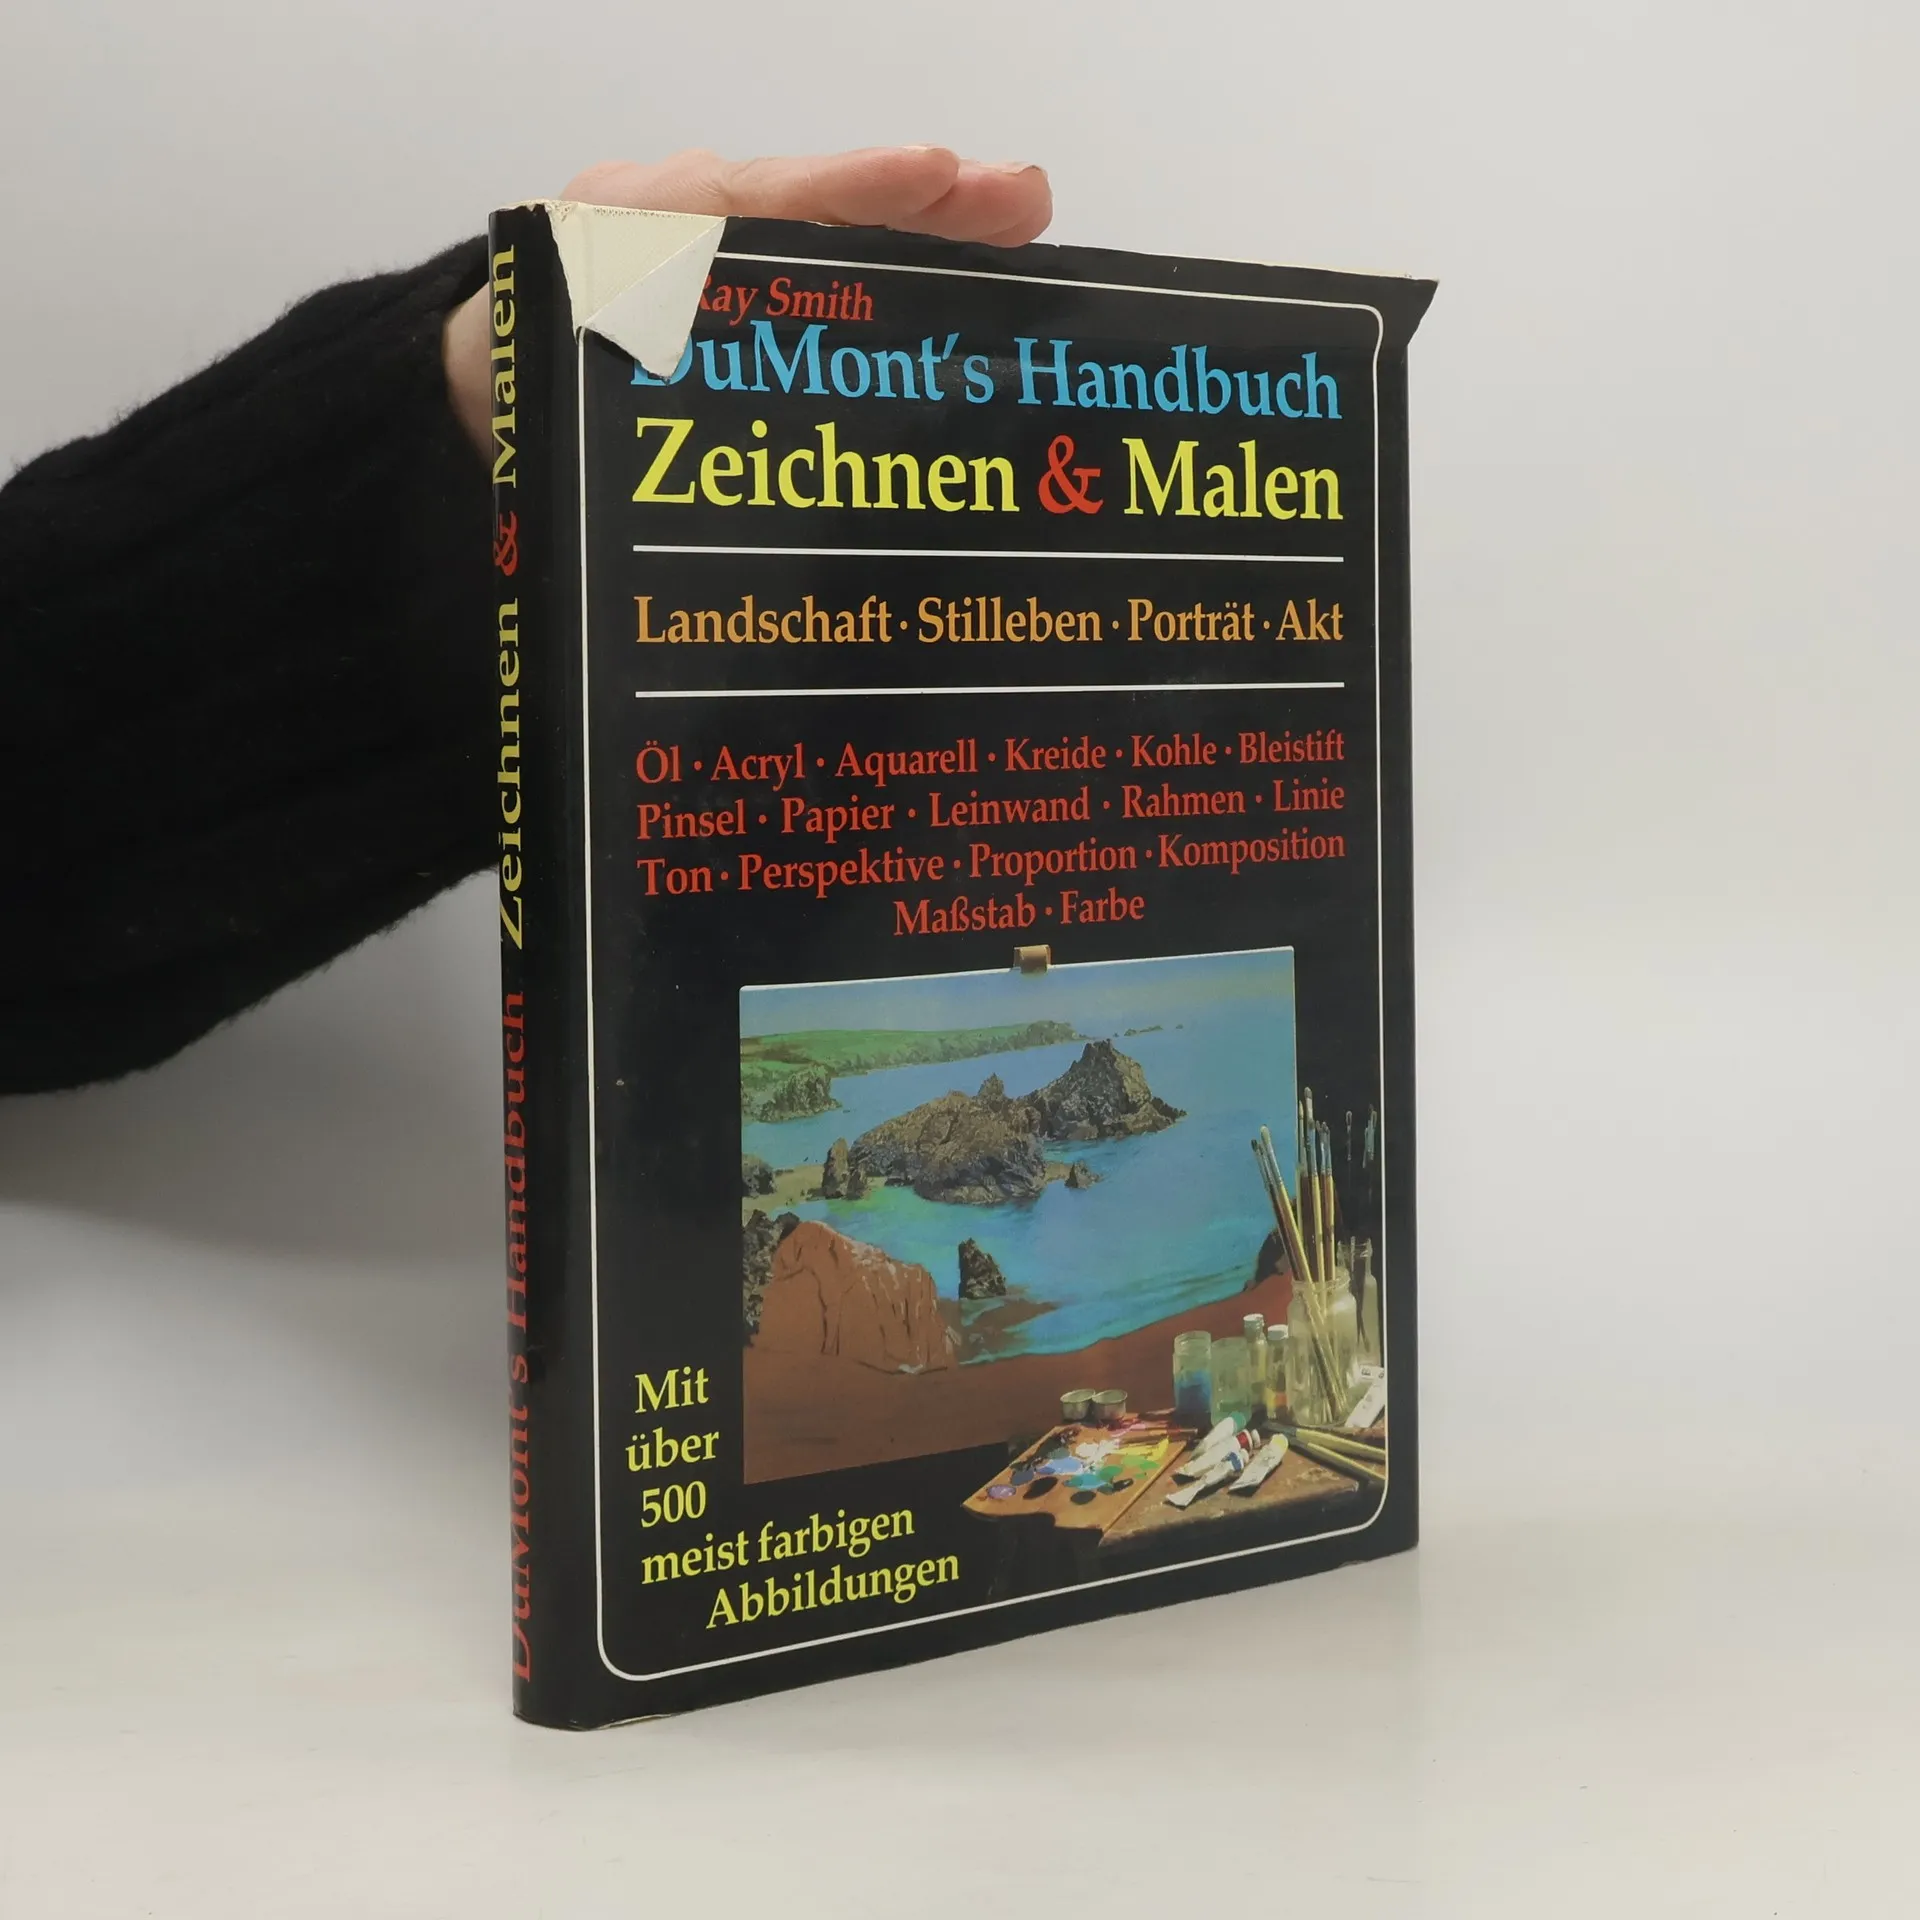 Ray Smith
DuMont's Handbuch
Zeichnen & Malen
Landschaft · Stilleben · Porträt · Akt
Öl · Acryl · Aquarell · Kreide · Kohle · Bleistift
Pinsel · Papier · Leinwand · Rahmen · Linie
Ton · Perspektive · Proportion · Komposition
Maßstab · Farbe
Mit
über
500
meist farbigen
Abbildungen
DuMont's Handbuch Zeichnen & Malen